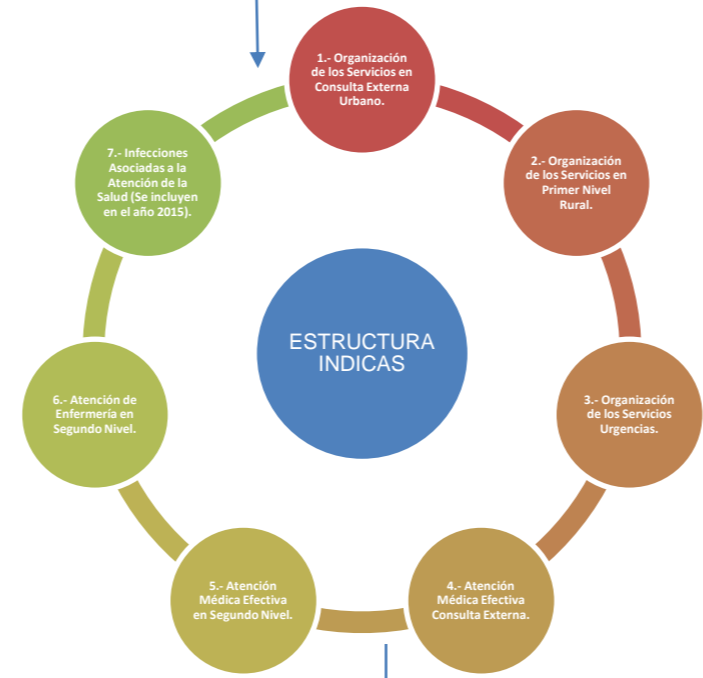 1.- Organización
de los Servicios en
Consulta Externa
Urbano.
2.- Organización
de los Servicios en
Primer Nivel
Rural.
3.- Organización
de los Servicios
Urgencias.
4.- Atención
Médica Efectiva
Consulta Externa.
5.- Atención
Médica Efectiva
en Segundo Nivel.
6.- Atención de
Enfermería en
Segundo Nivel.
7.- Infecciones
Asociadas a la
Atención de la
Salud (Se incluyen
en el año 2015).
ESTRUCTURA
INDICAS